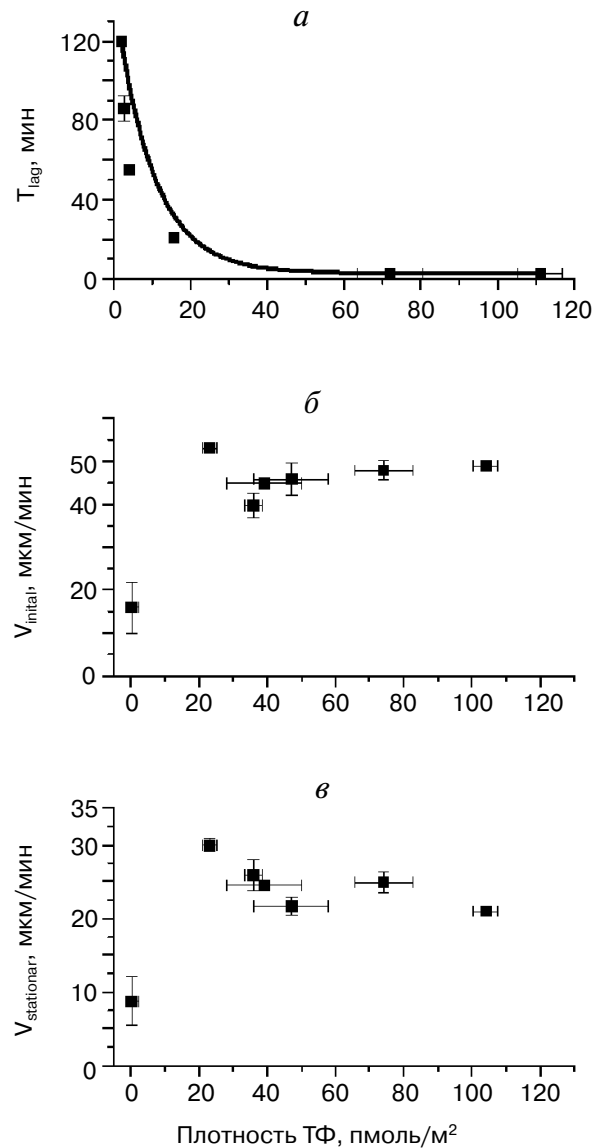 а
120
80
40
0
T_lag, мин
0 20 40 60 80 100 120
б
50
40
20
0
V_inital, мкм/мин
0 20 40 60 80 100 120
в
35
30
20
10
0
V_stationar, мкм/мин
0 20 40 60 80 100 120
Плотность ТФ, пмоль/м²